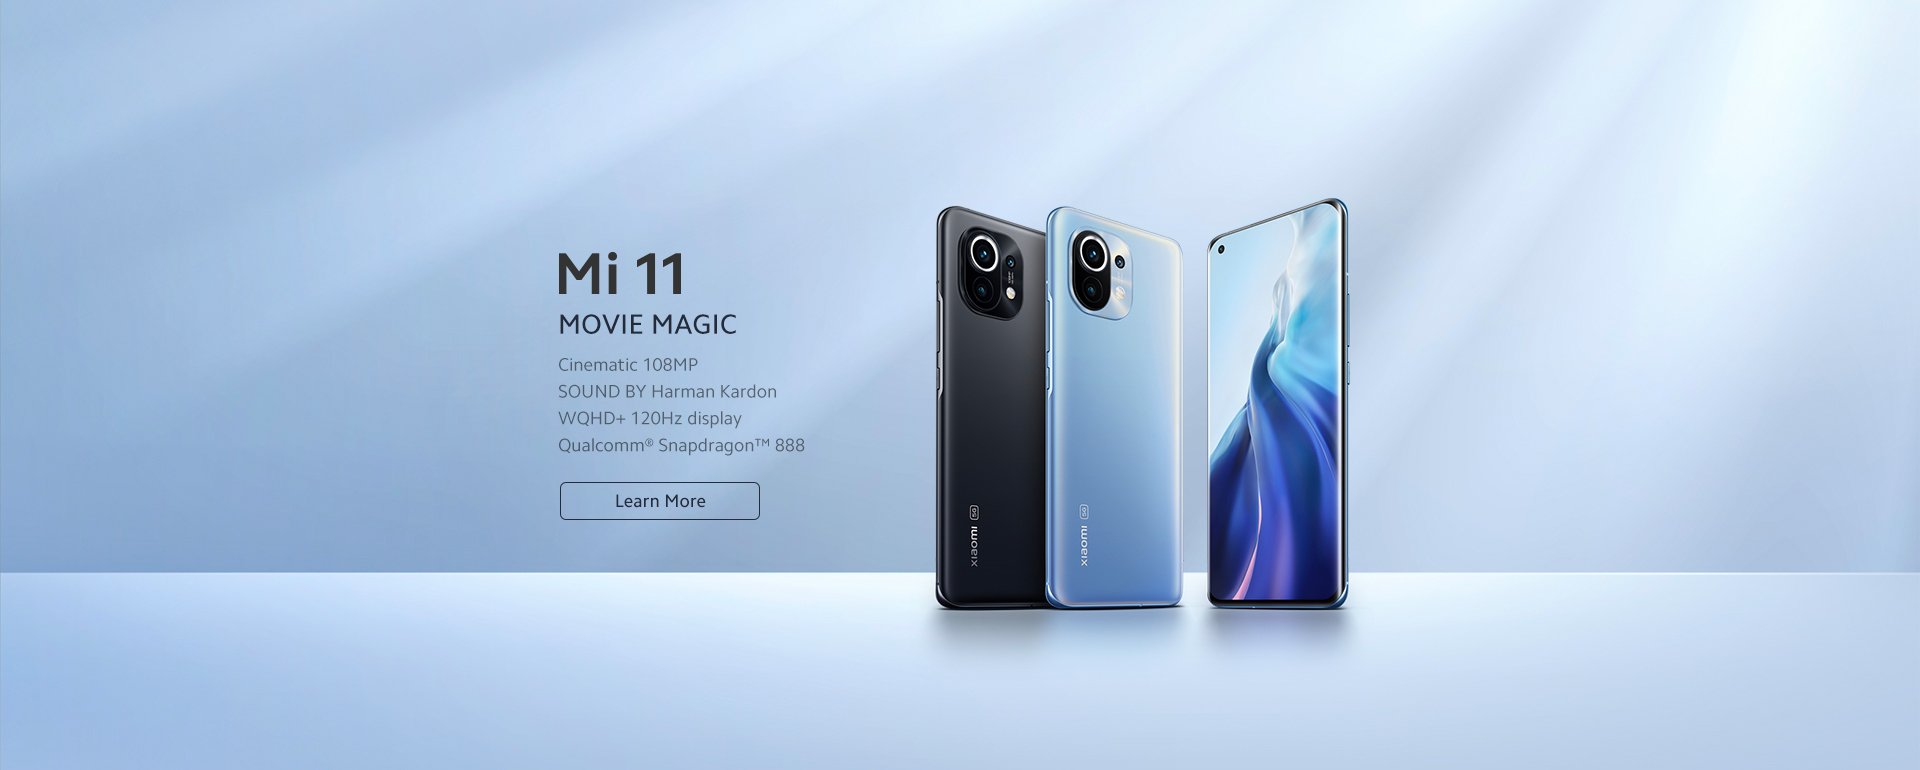 Mi 11
MOVIE MAGIC
Cinematic 108MP
SOUND BY Harman Kardon
WQHD+ 120Hz display
Qualcomm® Snapdragon™ 888
Learn More
xiaomi 5G
xiaomi 5G